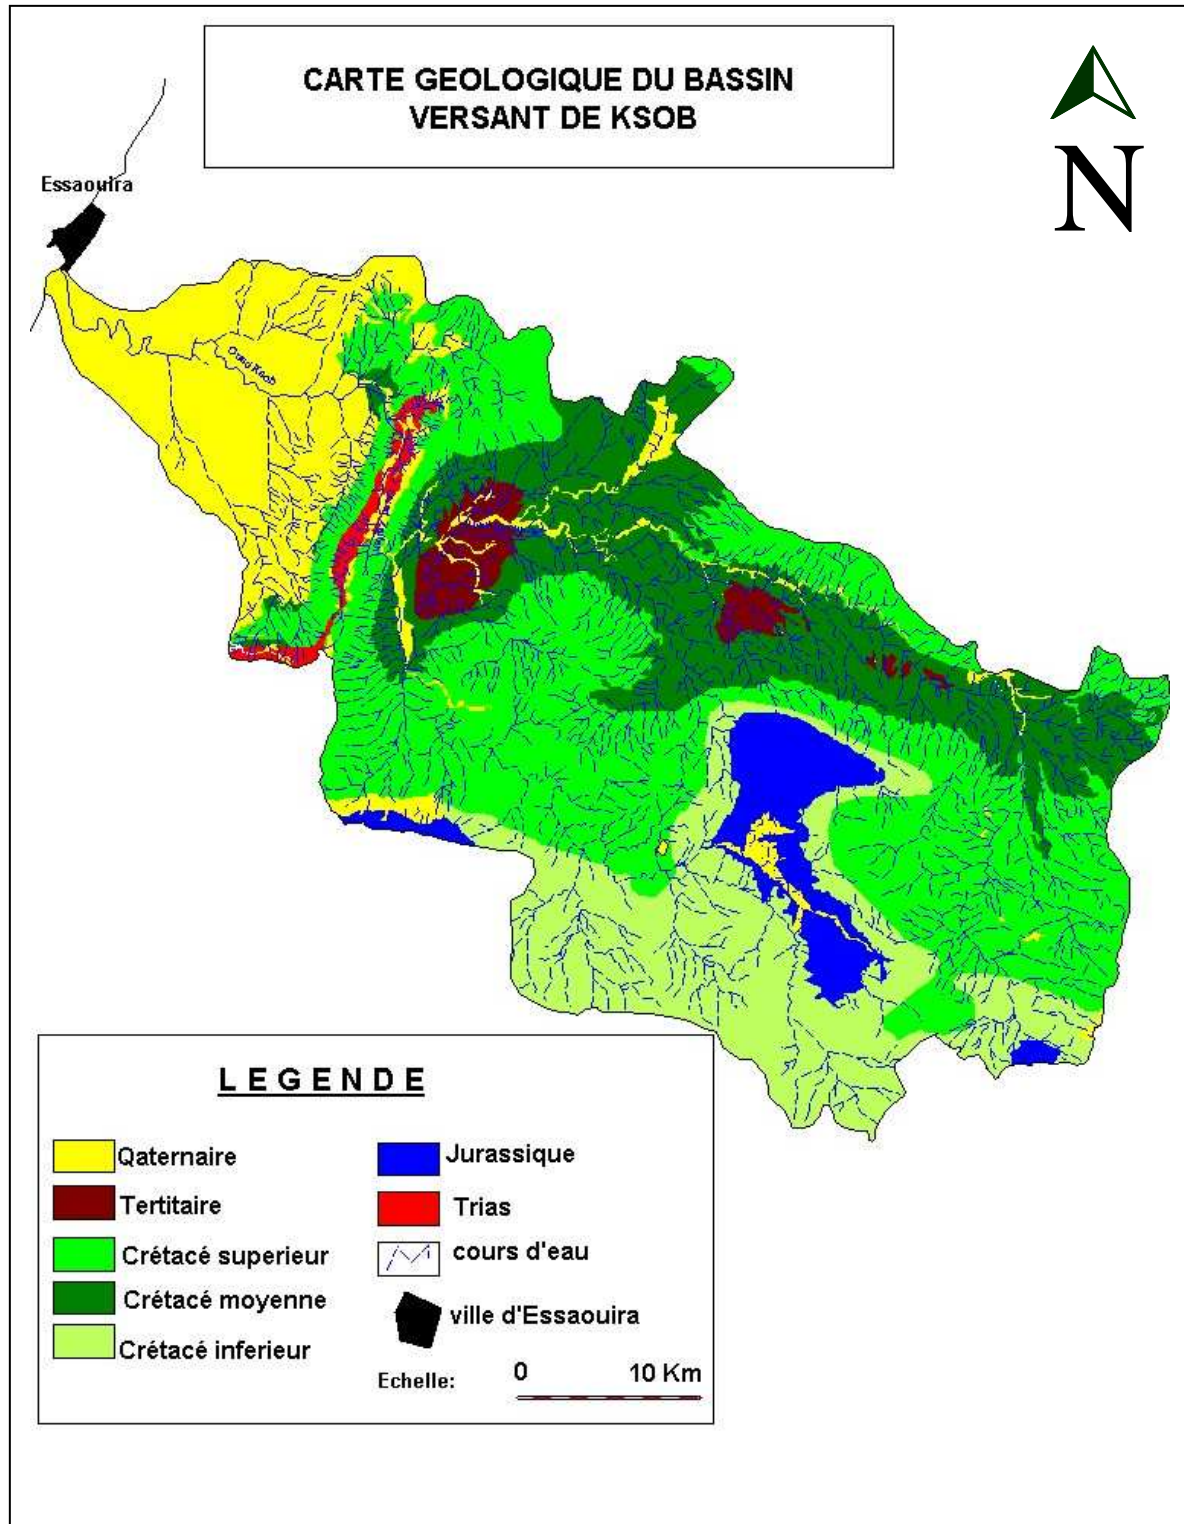 CARTE GEOLOGIQUE DU BASSIN
VERSANT DE KSOB
N
Essaouira
Oued Ksob
L E G E N D E
Qaternaire
Tertitaire
Crétacé superieur
Crétacé moyenne
Crétacé inferieur
Jurassique
Trias
cours d'eau
ville d'Essaouira
Echelle:
0 10 Km